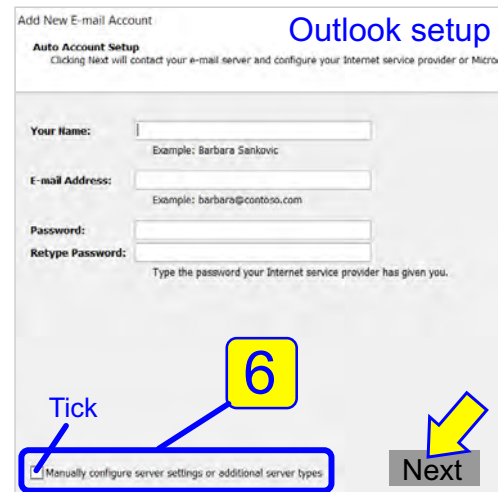 Add New E-mail Account
Outlook setup
Auto Account Setup
Clicking Next will contact your e-mail server and configure your Internet service provider or Micro
Your Name:
Example: Barbara Sankovic
E-mail Address:
Example: barbara@contoso.com
Password:
Retype Password:
Type the password your Internet service provider has given you.
6
Tick
Manually configure server settings or additional server types
Next